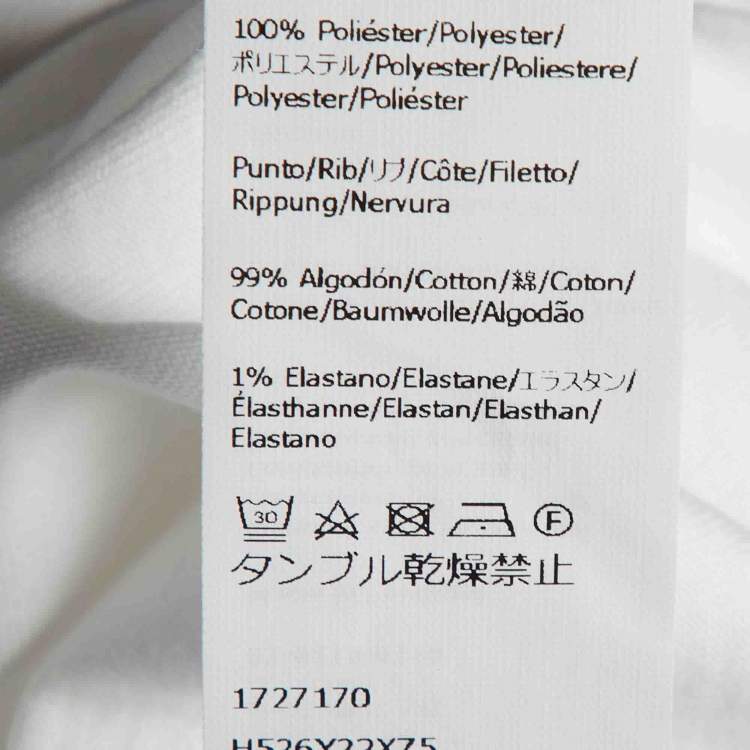 100% Poliéster/Polyester/
ポリエステル/Polyester/Poliestere/
Polyester/Poliéster
Punto/Rib/リブ/Côte/Filetto/
Rippung/Nervura
99% Algodón/Cotton/綿/Coton/
Cotone/Baumwolle/Algodão
1% Elastano/Elastane/エラスタン/
Élasthanne/Elastan/Elasthan/
Elastano
30 F
タンブル乾燥禁止
1727170
H526Y22X75